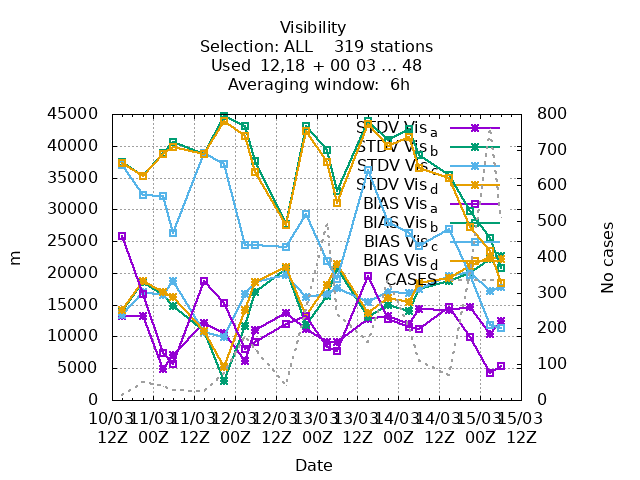 Visibility
Selection: ALL 319 stations
Used 12,18 + 00 03 ... 48
Averaging window: 6h
45000
40000
35000
30000
25000
20000
15000
10000
5000
0
m
800
700
600
500
400
300
200
100
0
No cases
STDV Vis a
STDV Vis b
STDV Vis c
STDV Vis d
BIAS Vis a
BIAS Vis b
BIAS Vis c
BIAS Vis d
CASES
10/03 11/03 11/03 12/03 12/03 13/03 13/03 14/03 14/03 15/03 15/03
12Z 00Z 12Z 00Z 12Z 00Z 12Z 00Z 12Z 00Z 12Z
Date